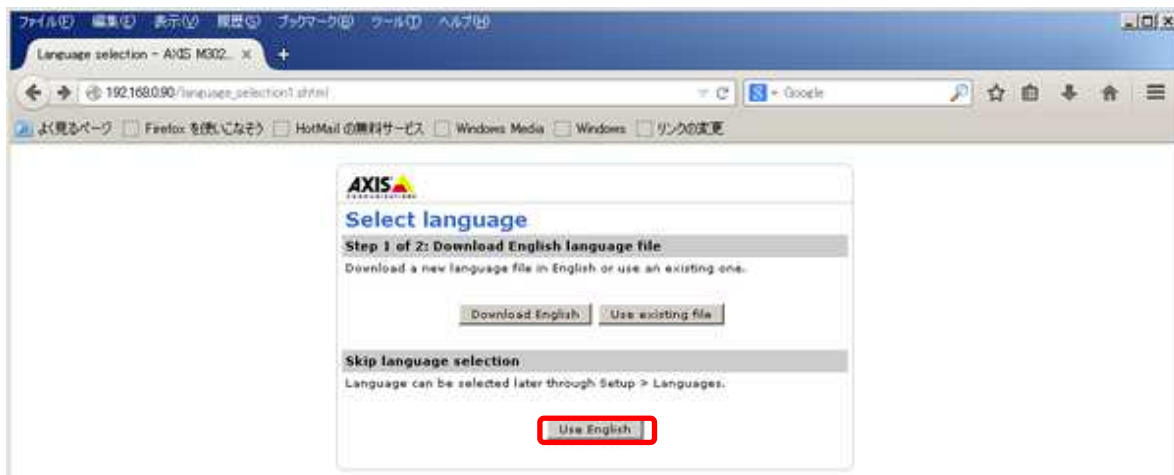 ファイル(F) 編集(E) 表示(V) 履歴(S) ブックマーク(B) ツール(T) ヘルプ(H)
Language selection - AXIS M302... × +
192.168.0.90/language_selection1.shtml
Google
よく見るページ Firefox を使いこなそう HotMail の無料サービス Windows Media Windows リンクの変更
AXIS
COMMUNICATIONS
Select language
Step 1 of 2: Download English language file
Download a new language file in English or use an existing one.
Download English Use existing file
Skip language selection
Language can be selected later through Setup > Languages.
Use English